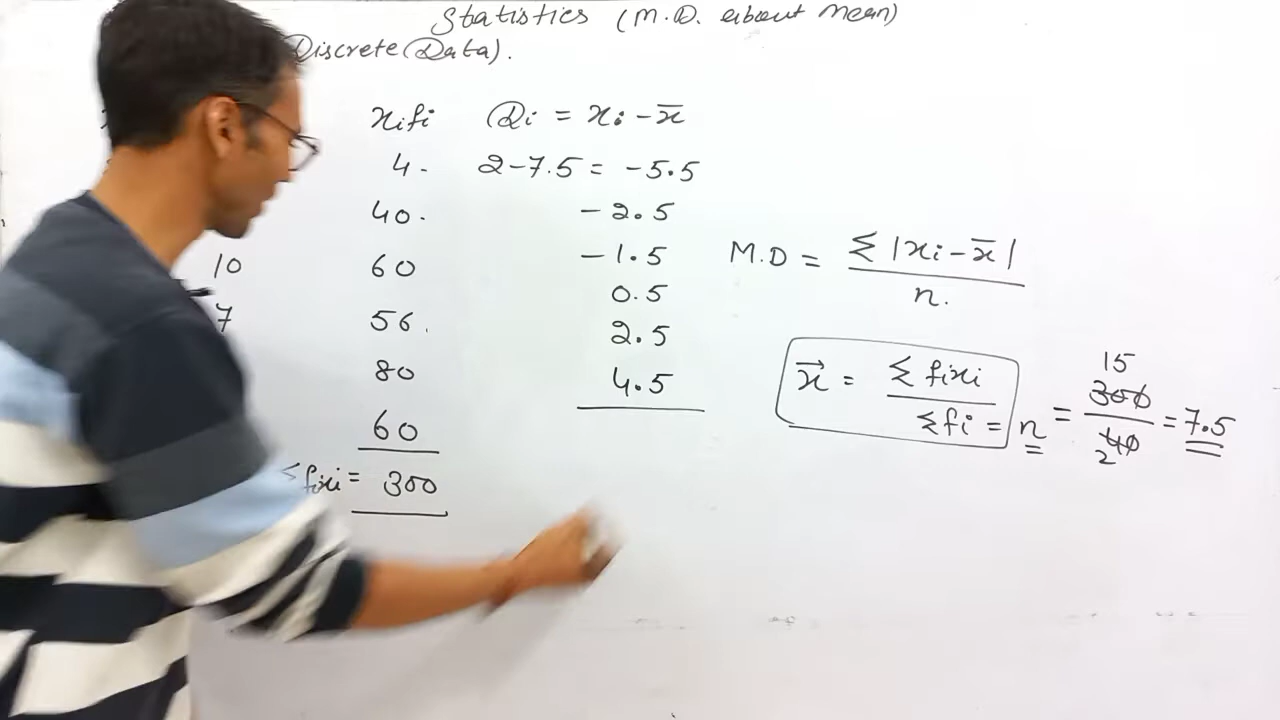 Statistics (M.D. about Mean)
Discrete Data).
xifi Di = xi - x̄
4. 2-7.5 = -5.5
40. -2.5
10 60 -1.5
0.5
7 56. 2.5
80 4.5
60
Σfixi = 300
M.D = Σ|xi - x̄| / n.
x⃗ = Σfixi / Σfi = n = 15 300 / 2 40 = 7.5